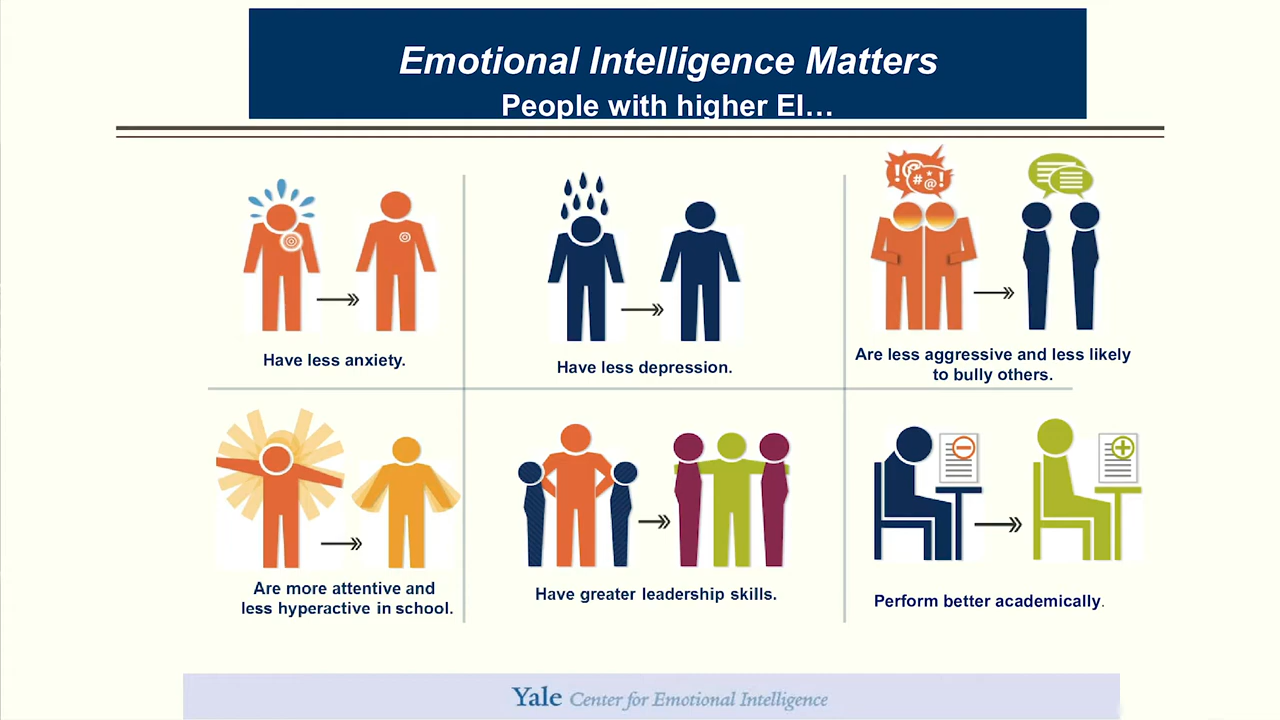 Emotional Intelligence Matters
People with higher EI…
!@
#*
@!
Have less anxiety.
Have less depression.
Are less aggressive and less likely
to bully others.
Are more attentive and
less hyperactive in school.
Have greater leadership skills.
Perform better academically.
Yale Center for Emotional Intelligence